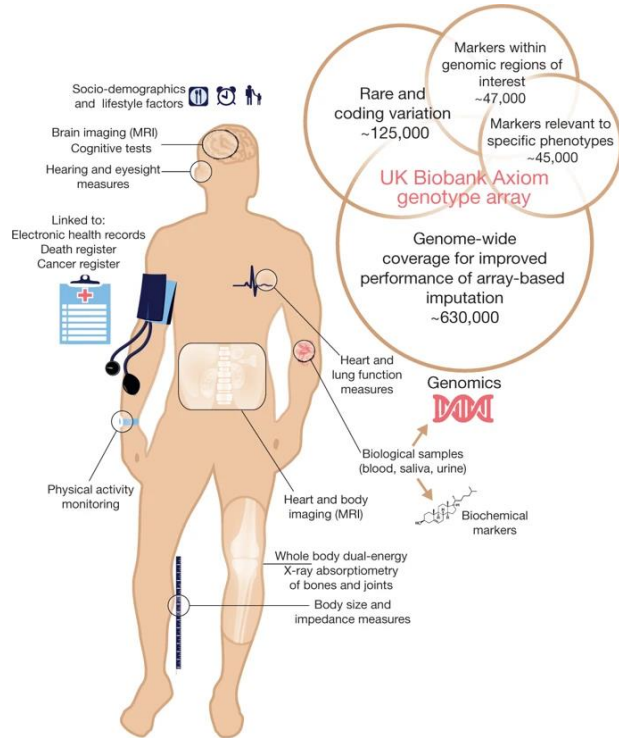 Socio-demographics
and lifestyle factors
Brain imaging (MRI)
Cognitive tests
Hearing and eyesight
measures
Linked to:
Electronic health records
Death register
Cancer register
Physical activity
monitoring
Heart and
lung function
measures
Biological samples
(blood, saliva, urine)
Heart and body
imaging (MRI)
Whole body dual-energy
X-ray absorptiometry
of bones and joints
Body size and
impedance measures
Markers within
genomic regions of
interest
~47,000
Rare and
coding variation
~125,000
Markers relevant to
specific phenotypes
~45,000
UK Biobank Axiom
genotype array
Genome-wide
coverage for improved
performance of array-based
imputation
~630,000
Genomics
Biochemical
markers